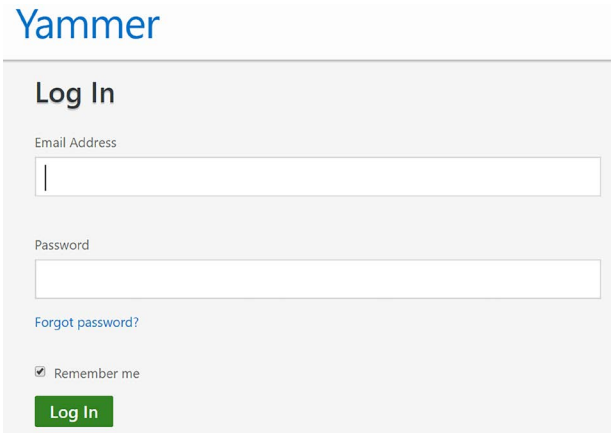 Yammer
Log In
Email Address
Password
Forgot password?
Remember me
Log In